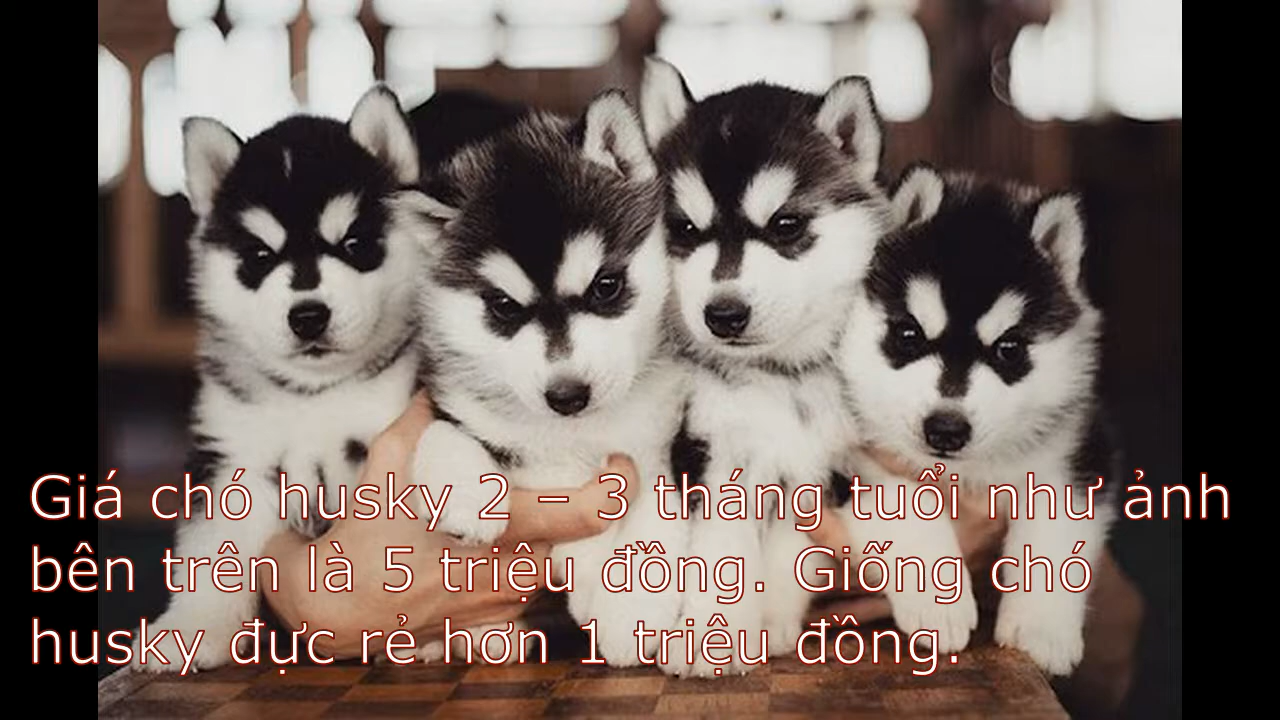 Giá chó husky 2 – 3 tháng tuổi như ảnh
bên trên là 5 triệu đồng. Giống chó
husky đực rẻ hơn 1 triệu đồng.